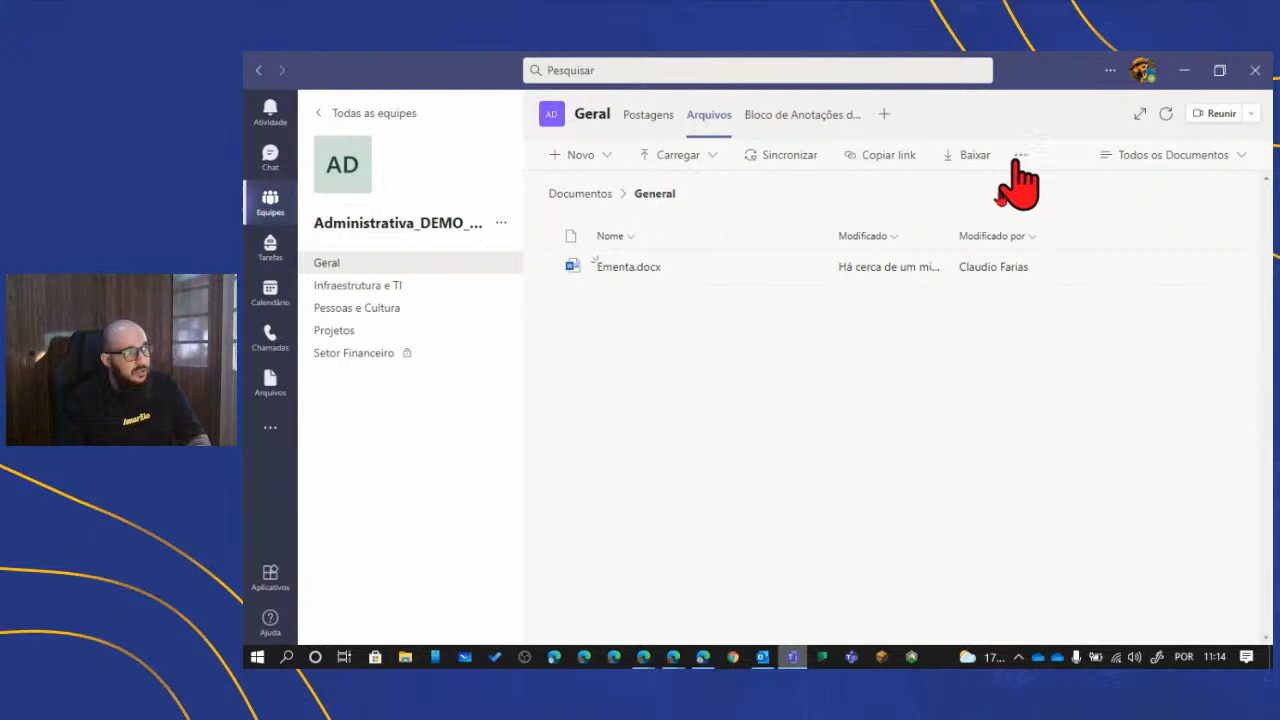 Pesquisar
Atividade
Chat
Equipes
Tarefas
Calendário
Chamadas
Arquivos
Aplicativos
Ajuda
Todas as equipes
AD
Administrativa_DEMO_...
Geral
Infraestrutura e TI
Pessoas e Cultura
Projetos
Setor Financeiro
AD Geral Postagens Arquivos Bloco de Anotações d... Reunir
Novo Carregar Sincronizar Copiar link Baixar Todos os Documentos
Documentos > General
Nome Modificado Modificado por
Ementa.docx Há cerca de um mi... Claudio Farias
17... POR 11:14